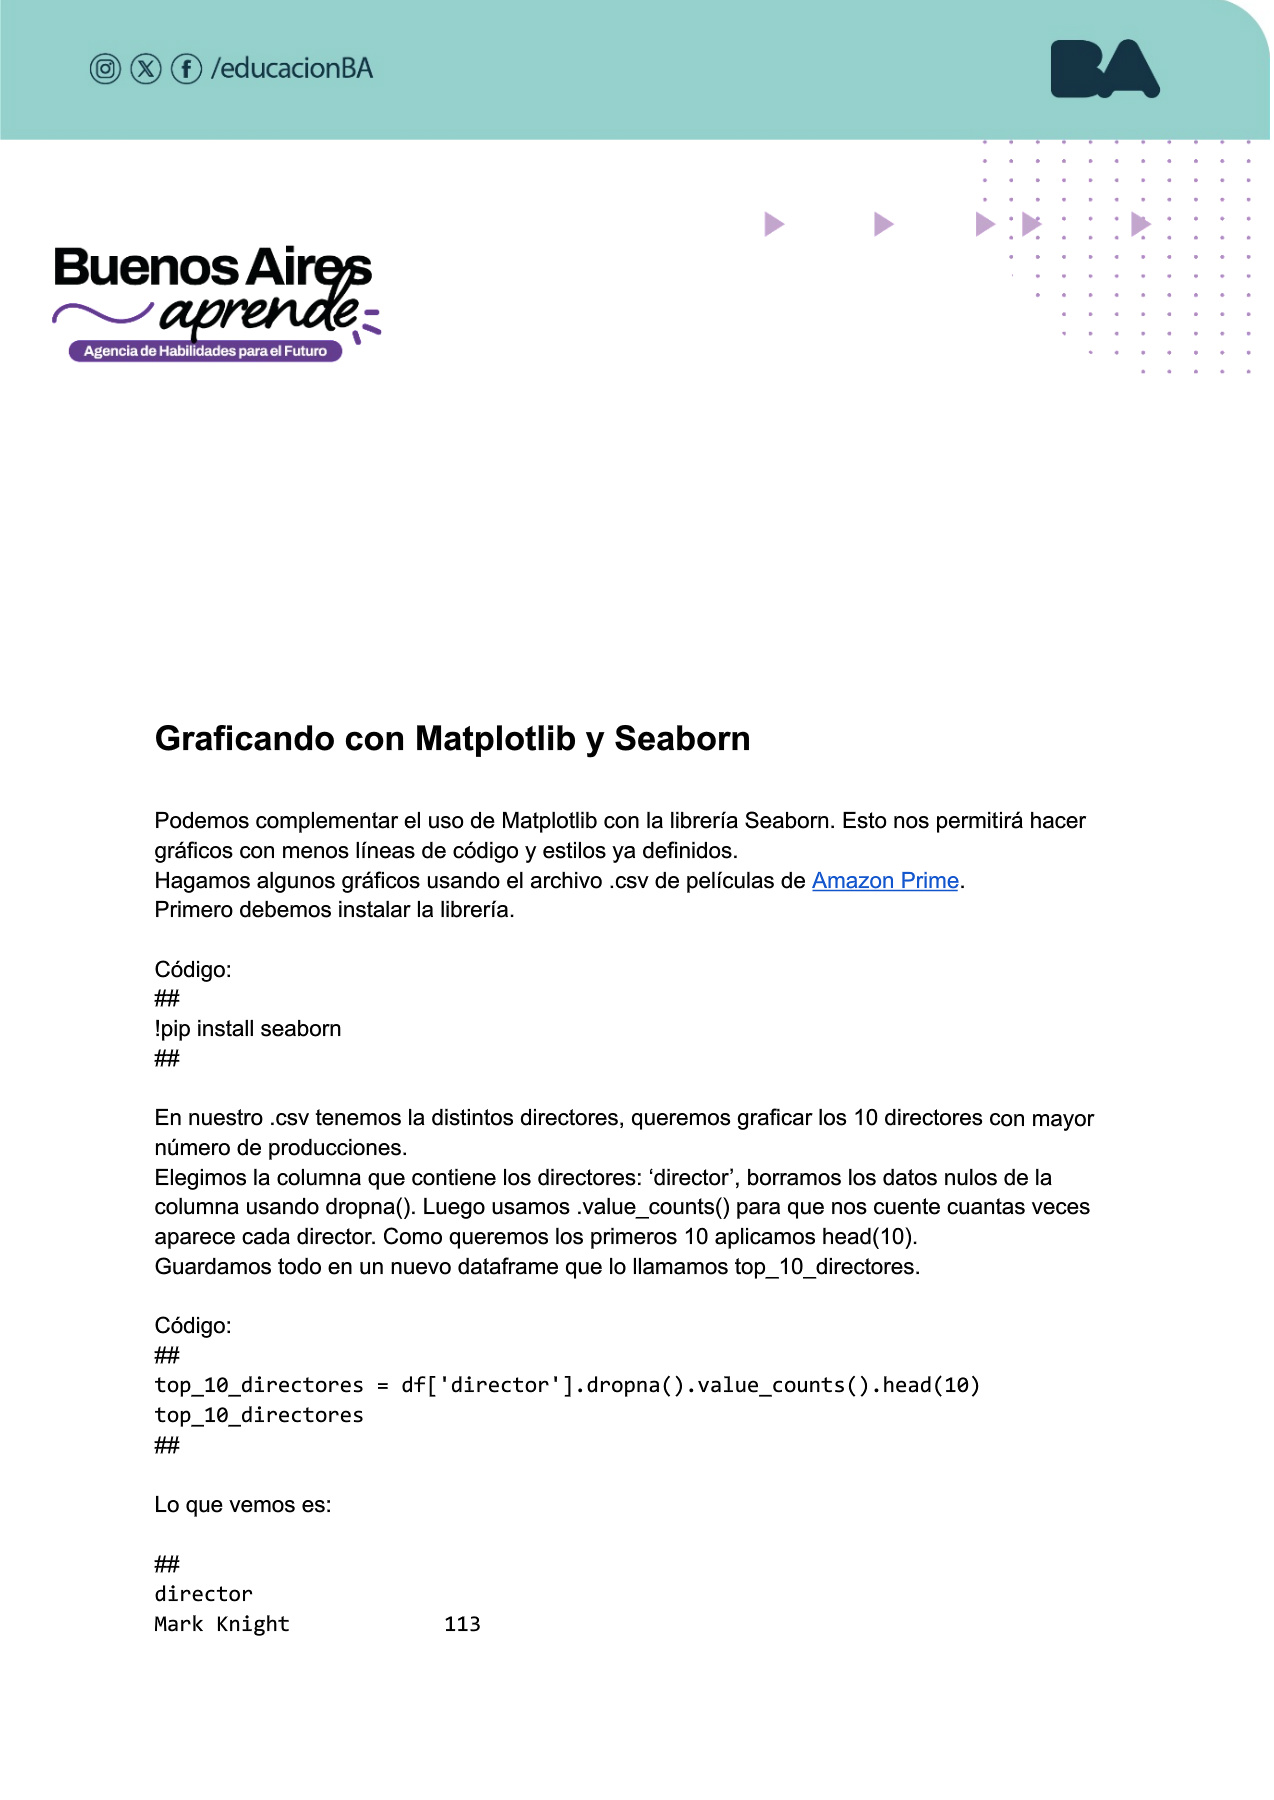 /educacionBA
BA
Buenos Aires
aprende
Agencia de Habilidades para el Futuro
Graficando con Matplotlib y Seaborn
Podemos complementar el uso de Matplotlib con la librería Seaborn. Esto nos permitirá hacer
gráficos con menos líneas de código y estilos ya definidos.
Hagamos algunos gráficos usando el archivo .csv de películas de Amazon Prime.
Primero debemos instalar la librería.
Código:
##
!pip install seaborn
##
En nuestro .csv tenemos la distintos directores, queremos graficar los 10 directores con mayor
número de producciones.
Elegimos la columna que contiene los directores: ‘director’, borramos los datos nulos de la
columna usando dropna(). Luego usamos .value_counts() para que nos cuente cuantas veces
aparece cada director. Como queremos los primeros 10 aplicamos head(10).
Guardamos todo en un nuevo dataframe que lo llamamos top_10_directores.
Código:
##
top_10_directores = df['director'].dropna().value_counts().head(10)
top_10_directores
##
Lo que vemos es:
##
director
Mark Knight 113